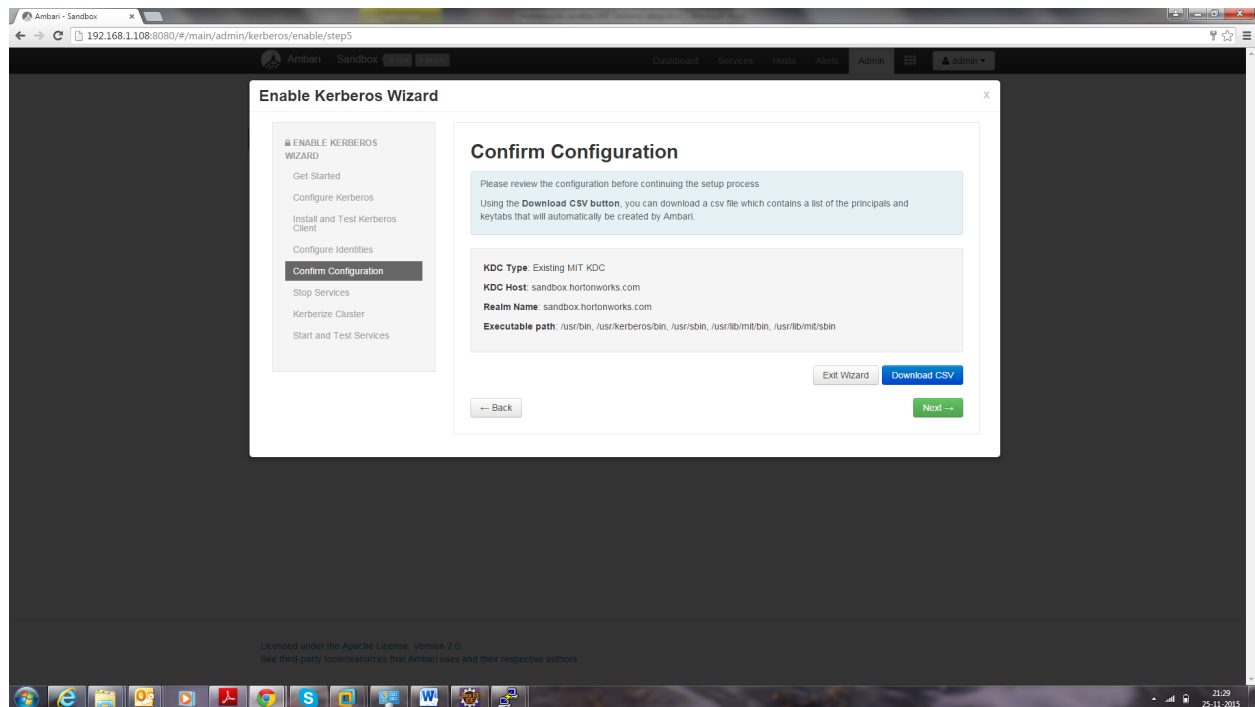 Ambari - Sandbox
192.168.1.108:8080/#/main/admin/kerberos/enable/step5
Ambari Sandbox
Dashboard Services Hosts Alerts Admin admin
Enable Kerberos Wizard
X
ENABLE KERBEROS
WIZARD
Get Started
Configure Kerberos
Install and Test Kerberos
Client
Configure Identities
Confirm Configuration
Stop Services
Kerberize Cluster
Start and Test Services
Confirm Configuration
Please review the configuration before continuing the setup process
Using the Download CSV button, you can download a csv file which contains a list of the principals and
keytabs that will automatically be created by Ambari.
KDC Type: Existing MIT KDC
KDC Host: sandbox.hortonworks.com
Realm Name: sandbox.hortonworks.com
Executable path: /usr/bin, /usr/kerberos/bin, /usr/sbin, /usr/lib/mit/bin, /usr/lib/mit/sbin
Exit Wizard Download CSV
← Back Next →
Licensed under the Apache License, Version 2.0.
See third-party tools/resources that Ambari uses and their respective authors
21:29
25-11-2015